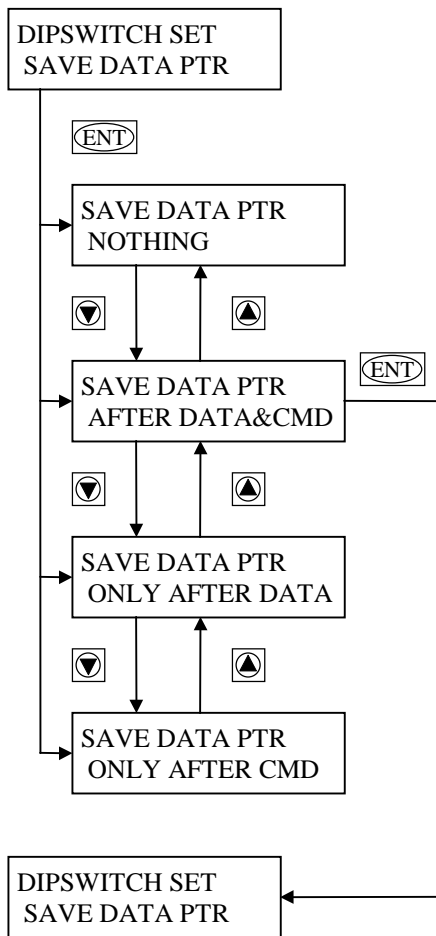 DIPSWITCH SET
SAVE DATA PTR
ENT
SAVE DATA PTR
NOTHING
SAVE DATA PTR
AFTER DATA&CMD
ENT
SAVE DATA PTR
ONLY AFTER DATA
SAVE DATA PTR
ONLY AFTER CMD
DIPSWITCH SET
SAVE DATA PTR